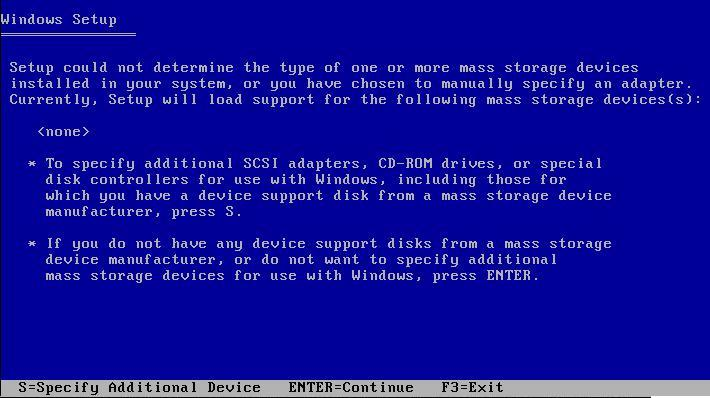 Windows Setup
Setup could not determine the type of one or more mass storage devices
installed in your system, or you have chosen to manually specify an adapter.
Currently, Setup will load support for the following mass storage devices(s):
<none>
* To specify additional SCSI adapters, CD-ROM drives, or special
disk controllers for use with Windows, including those for
which you have a device support disk from a mass storage device
manufacturer, press S.
* If you do not have any device support disks from a mass storage
device manufacturer, or do not want to specify additional
mass storage devices for use with Windows, press ENTER.
S=Specify Additional Device ENTER=Continue F3=Exit